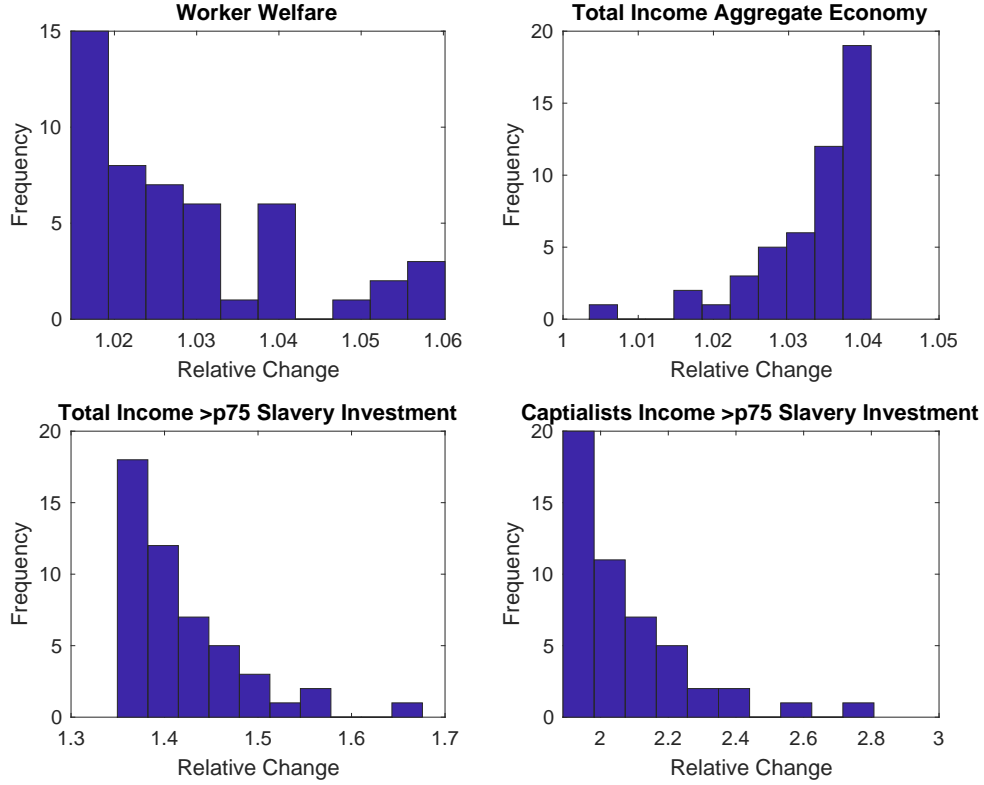 Worker Welfare
15
10
5
0
Frequency
1.02 1.03 1.04 1.05 1.06
Relative Change
Total Income Aggregate Economy
20
15
10
5
0
Frequency
1 1.01 1.02 1.03 1.04 1.05
Relative Change
Total Income >p75 Slavery Investment
20
15
10
5
0
Frequency
1.3 1.4 1.5 1.6 1.7
Relative Change
Captialists Income >p75 Slavery Investment
20
15
10
5
0
Frequency
2 2.2 2.4 2.6 2.8 3
Relative Change